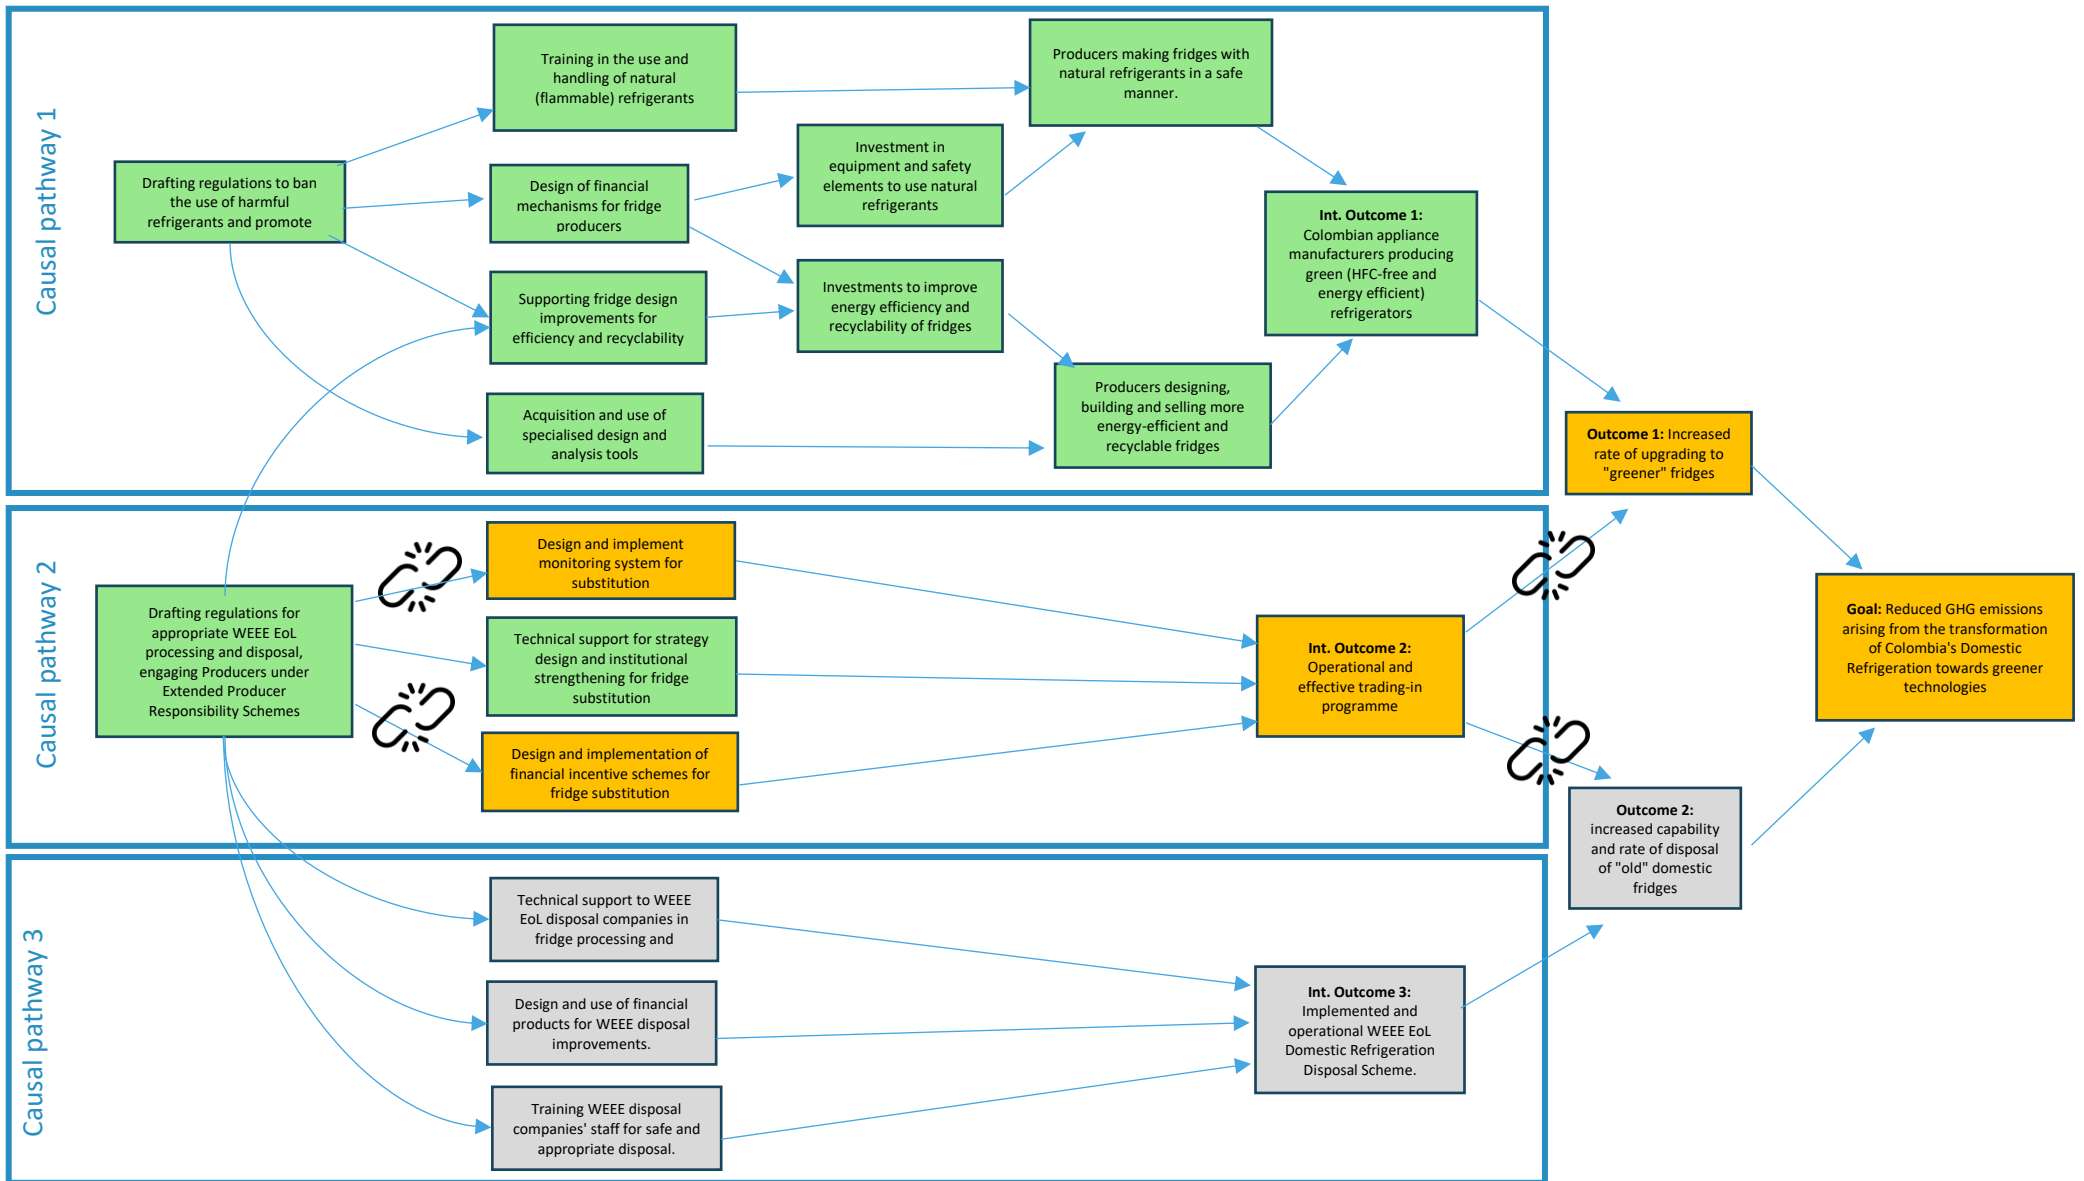 Causal pathway 1
Drafting regulations to ban
the use of harmful
refrigerants and promote
Training in the use and
handling of natural
(flammable) refrigerants
Design of financial
mechanisms for fridge
producers
Supporting fridge design
improvements for
efficiency and recyclability
Acquisition and use of
specialised design and
analysis tools
Investment in
equipment and safety
elements to use natural
refrigerants
Investments to improve
energy efficiency and
recyclability of fridges
Producers making fridges with
natural refrigerants in a safe
manner.
Producers designing,
building and selling more
energy-efficient and
recyclable fridges
Int. Outcome 1:
Colombian appliance
manufacturers producing
green (HFC-free and
energy efficient)
refrigerators
Causal pathway 2
Drafting regulations for
appropriate WEEE EoL
processing and disposal,
engaging Producers under
Extended Producer
Responsibility Schemes
Design and implement
monitoring system for
substitution
Technical support for strategy
design and institutional
strengthening for fridge
substitution
Design and implementation of
financial incentive schemes for
fridge substitution
Int. Outcome 2:
Operational and
effective trading-in
programme
Causal pathway 3
Technical support to WEEE
EoL disposal companies in
fridge processing and
Design and use of financial
products for WEEE disposal
improvements.
Training WEEE disposal
companies' staff for safe and
appropriate disposal.
Int. Outcome 3:
Implemented and
operational WEEE EoL
Domestic Refrigeration
Disposal Scheme.
Outcome 1: Increased
rate of upgrading to
"greener" fridges
Outcome 2:
increased capability
and rate of disposal
of "old" domestic
fridges
Goal: Reduced GHG emissions
arising from the transformation
of Colombia's Domestic
Refrigeration towards greener
technologies